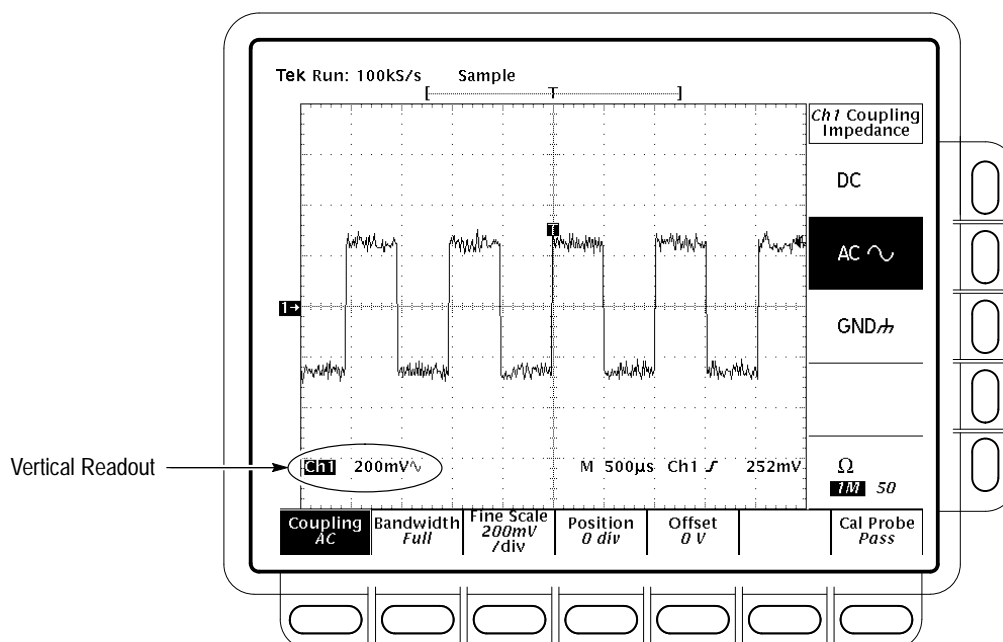 Tek Run: 100kS/s Sample
[ T ]
Ch1 Coupling
Impedance
DC
T
AC
1→
GND
Vertical Readout
Ch1 200mV∿ M 500µs Ch1 252mV
Ω
1M 50
Coupling
AC
Bandwidth
Full
Fine Scale
200mV
/div
Position
0 div
Offset
0 V
Cal Probe
Pass